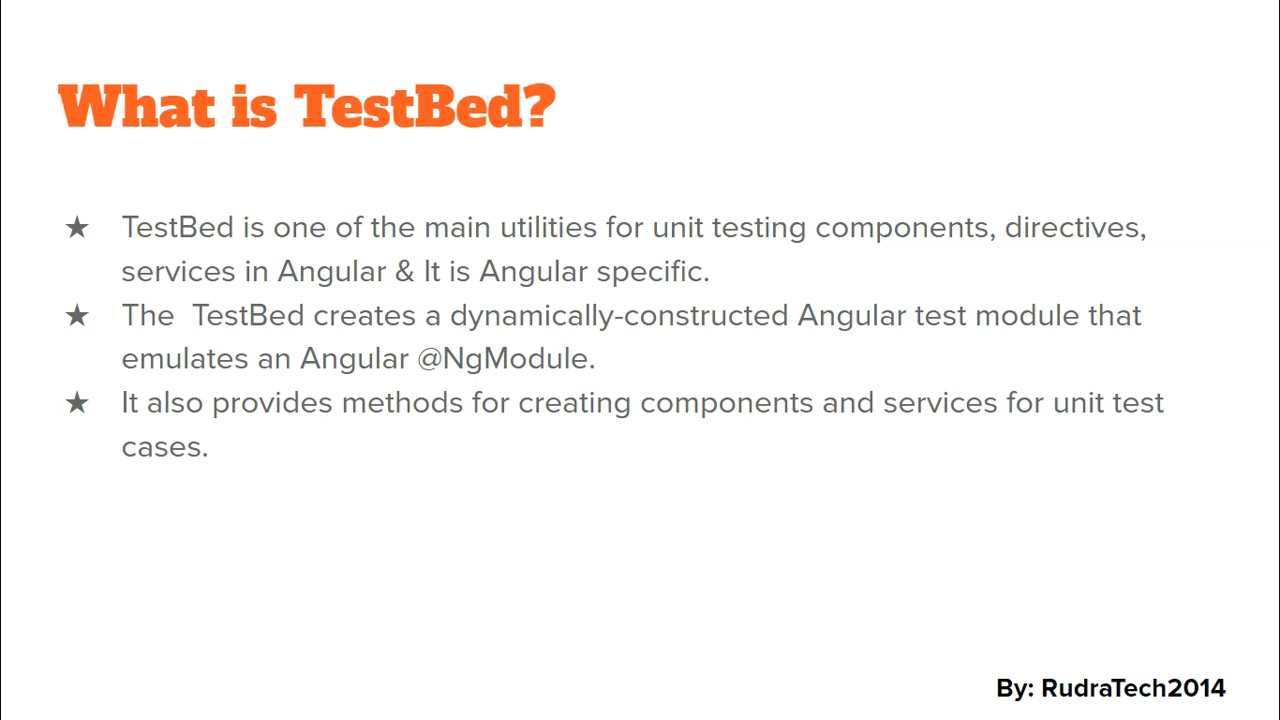 What is TestBed?
★ TestBed is one of the main utilities for unit testing components, directives,
services in Angular & It is Angular specific.
★ The  TestBed creates a dynamically-constructed Angular test module that
emulates an Angular @NgModule.
★ It also provides methods for creating components and services for unit test
cases.
By: RudraTech2014